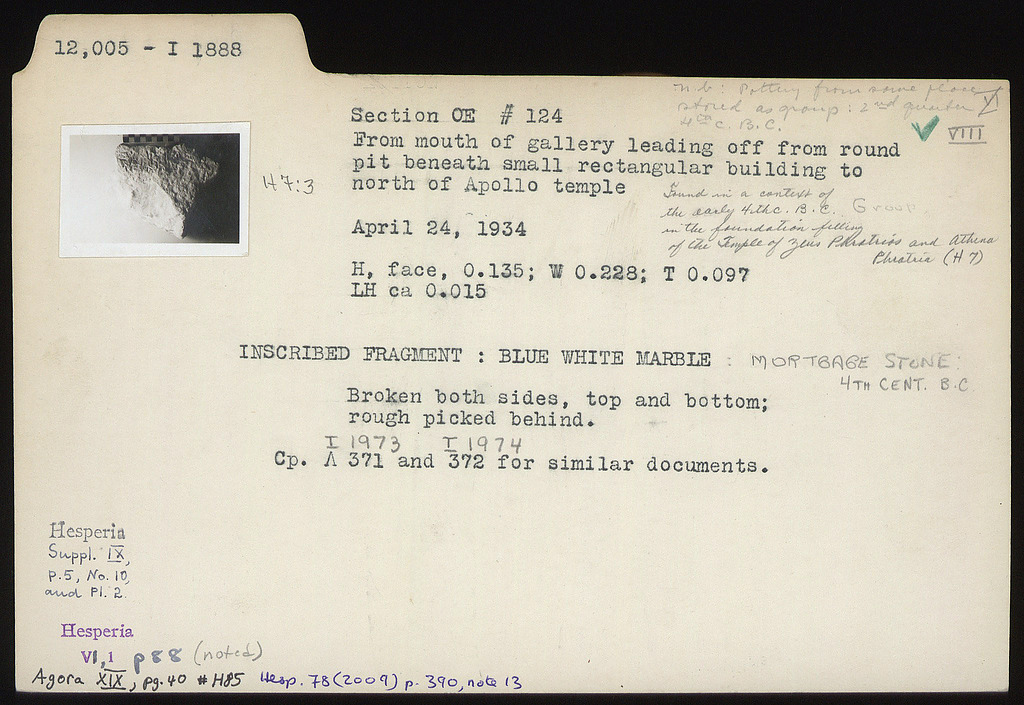 12,005 - I 1888
n.b: Pottery from same place
stored as group: 2nd quarter
4th c. B.C.
VI
VIII
Section OE # 124
From mouth of gallery leading off from round
pit beneath small rectangular building to
north of Apollo temple
H 7:3
Found in a context of
the early 4th c. B.C. Group
in the foundation filling
of the Temple of Zeus Phratrios and Athena
Phratria (H 7)
April 24, 1934
H, face, 0.135; W 0.228; T 0.097
LH ca 0.015
INSCRIBED FRAGMENT : BLUE WHITE MARBLE : MORTGAGE STONE:
4TH CENT. B.C.
Broken both sides, top and bottom;
rough picked behind.
I 1973 I 1974
Cp. Λ 371 and 372 for similar documents.
Hesperia
Suppl. IX,
p.5, No. 10,
and Pl. 2.
Hesperia
VI,1 p 88 (noted)
Agora XIX, pg. 40 # H85 Hesp. 78 (2009) p. 390, note 13